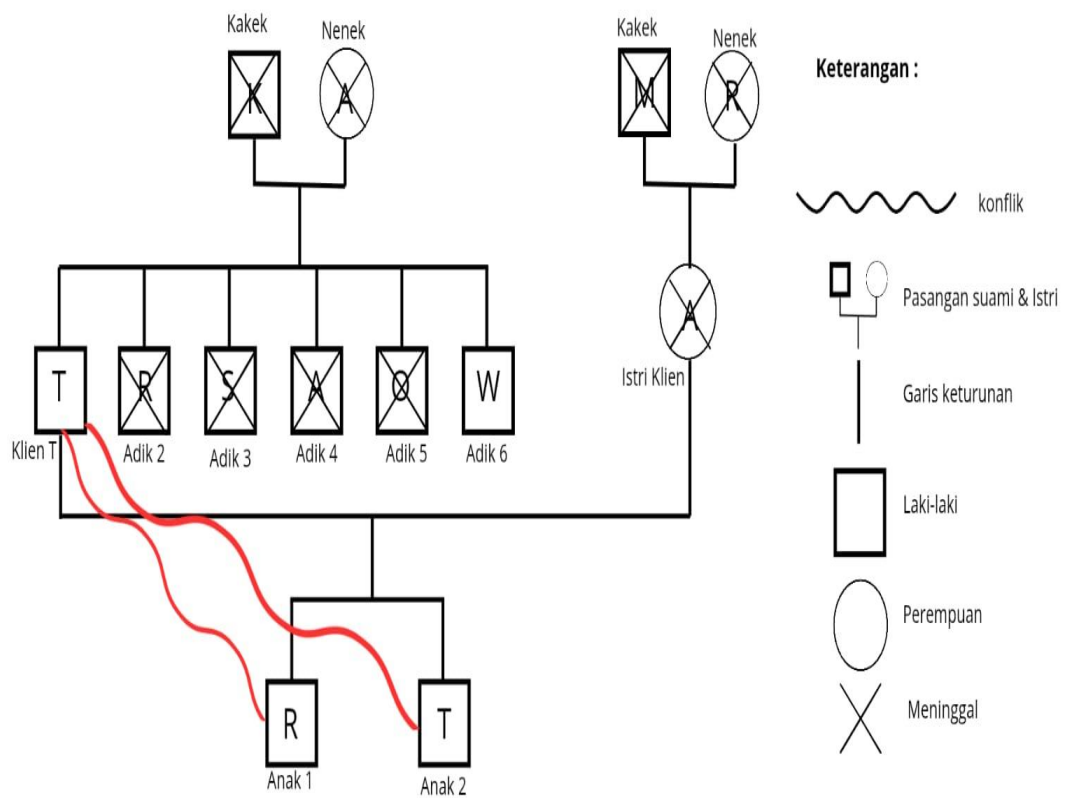 Kakek
Nenek
K
A
Kakek
Nenek
M
R
Keterangan :
konflik
Pasangan suami & Istri
A
Istri Klien
Garis keturunan
T
R
S
A
O
W
Klien T
Adik 2
Adik 3
Adik 4
Adik 5
Adik 6
Laki-laki
Perempuan
R
T
Anak 1
Anak 2
Meninggal